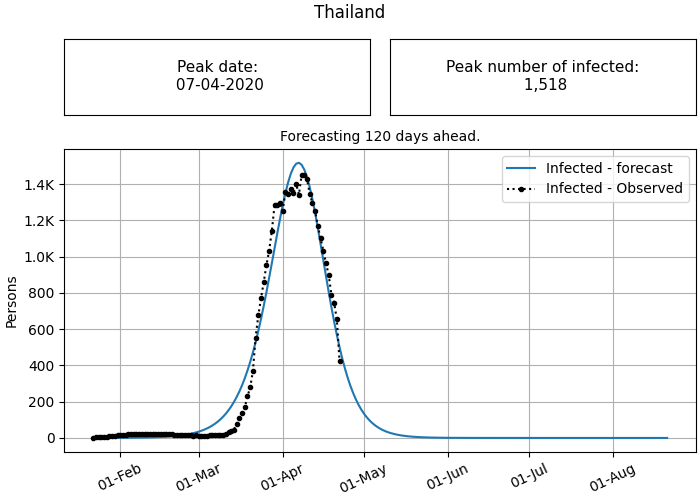 Thailand
Peak date:
07-04-2020
Peak number of infected:
1,518
Forecasting 120 days ahead.
Infected - forecast
Infected - Observed
Persons
1.4K
1.2K
1.0K
800
600
400
200
0
01-Feb
01-Mar
01-Apr
01-May
01-Jun
01-Jul
01-Aug